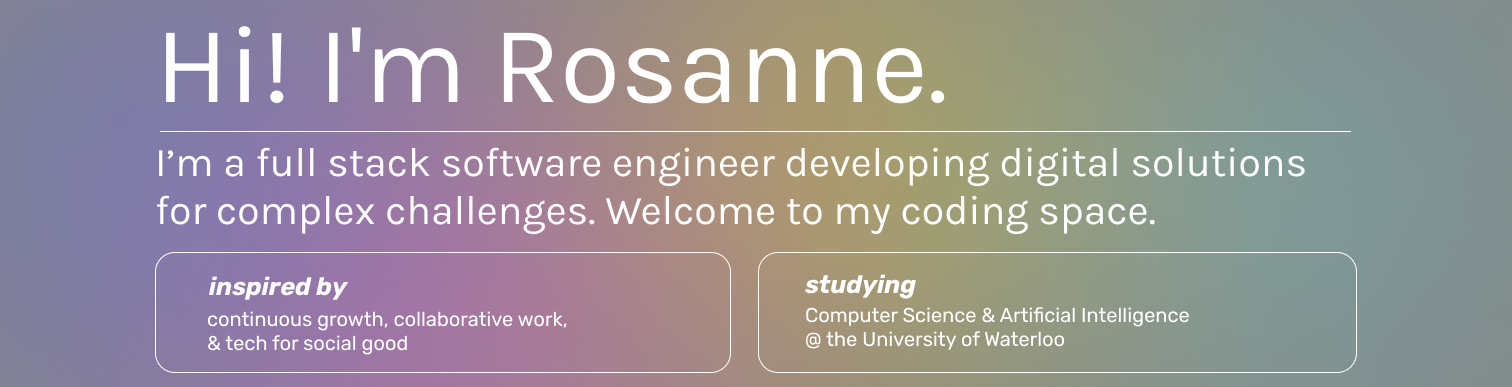 Hi! I'm Rosanne.
I’m a full stack software engineer developing digital solutions
for complex challenges. Welcome to my coding space.
inspired by
continuous growth, collaborative work,
& tech for social good
studying
Computer Science & Artificial Intelligence
@ the University of Waterloo